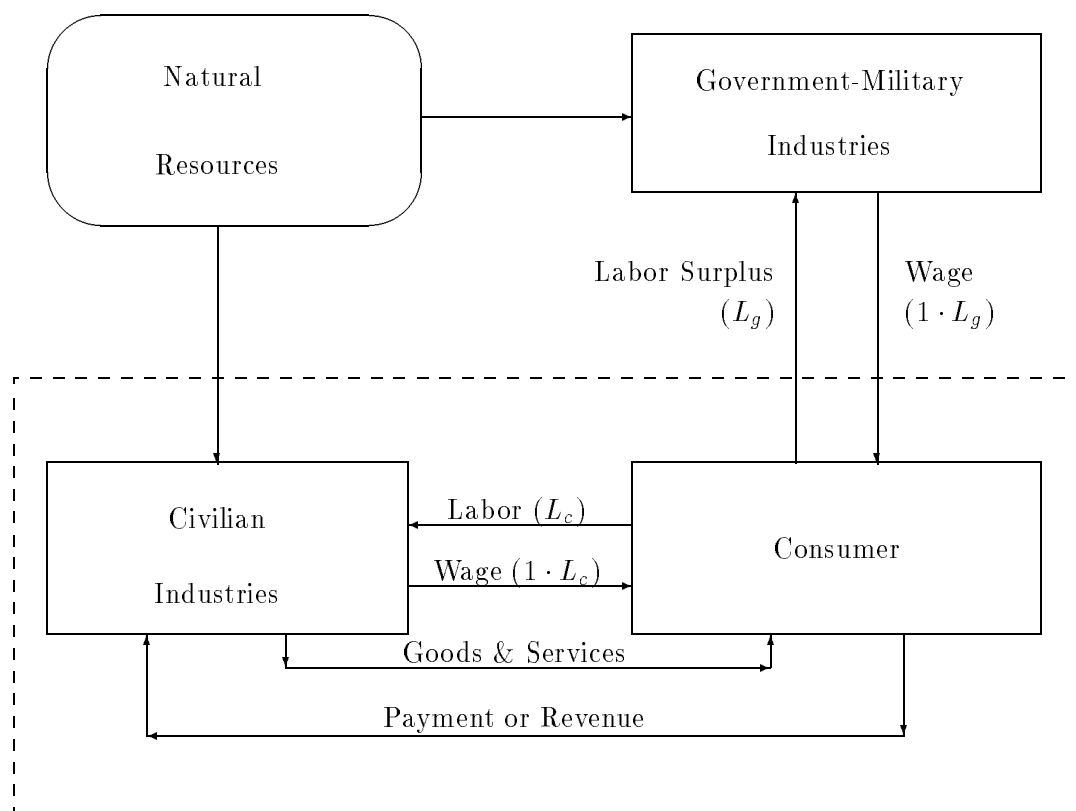 Natural
Resources
Government-Military
Industries
Labor Surplus
(L_g)
Wage
(1 · L_g)
Civilian
Industries
Labor (L_c)
Wage (1 · L_c)
Consumer
Goods & Services
Payment or Revenue